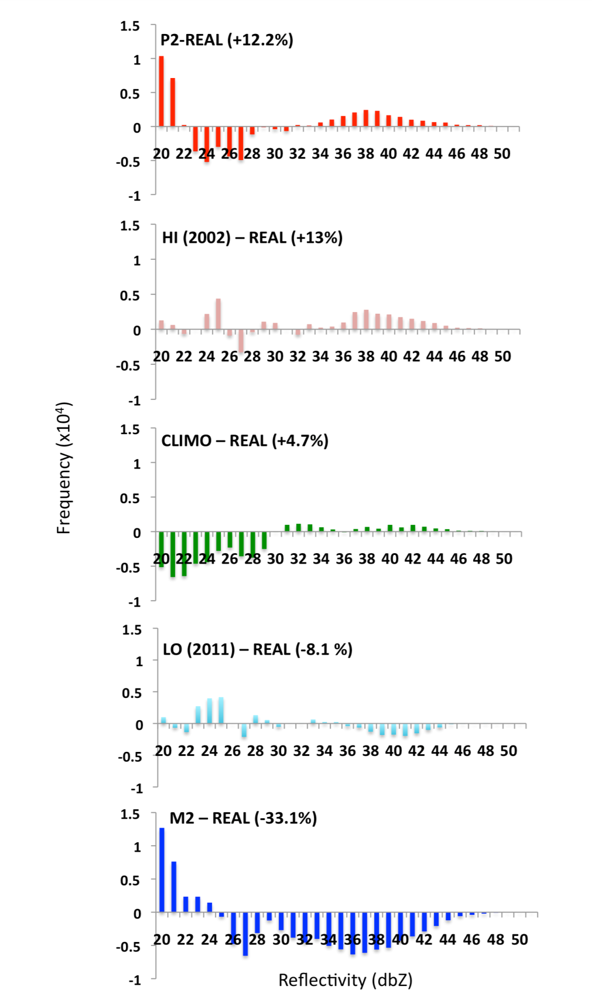 1.5
P2-REAL (+12.2%)
1
0.5
0
20 22 24 26 28 30 32 34 36 38 40 42 44 46 48 50
-0.5
-1
1.5
HI (2002) – REAL (+13%)
1
0.5
0
20 22 24 26 28 30 32 34 36 38 40 42 44 46 48 50
-0.5
-1
Frequency (x10⁴)
1.5
CLIMO – REAL (+4.7%)
1
0.5
0
20 22 24 26 28 30 32 34 36 38 40 42 44 46 48 50
-0.5
-1
1.5
LO (2011) – REAL (-8.1 %)
1
0.5
0
20 22 24 26 28 30 32 34 36 38 40 42 44 46 48 50
-0.5
-1
1.5
M2 – REAL (-33.1%)
1
0.5
0
20 22 24 26 28 30 32 34 36 38 40 42 44 46 48 50
-0.5
-1
Reflectivity (dbZ)